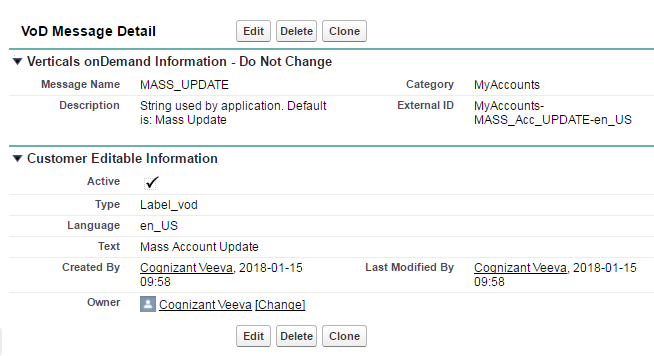 VoD Message Detail
Edit Delete Clone
Verticals onDemand Information - Do Not Change
Message Name MASS_UPDATE Category MyAccounts
Description String used by application. Default External ID MyAccounts-
is: Mass Update MASS_Acc_UPDATE-en_US
Customer Editable Information
Active
Type Label_vod
Language en_US
Text Mass Account Update
Created By Cognizant Veeva, 2018-01-15 Last Modified By Cognizant Veeva, 2018-01-15
09:58 09:58
Owner Cognizant Veeva [Change]
Edit Delete Clone